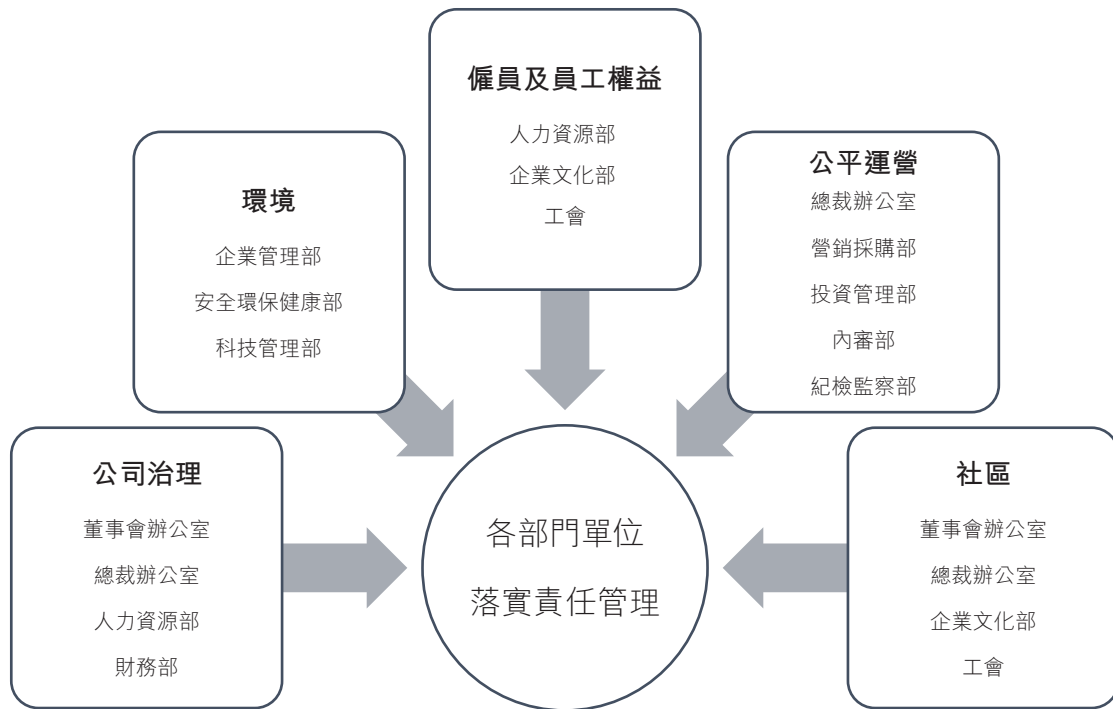 僱員及員工權益
人力資源部
企業文化部
工會
環境
企業管理部
安全環保健康部
科技管理部
公平運營
總裁辦公室
營銷採購部
投資管理部
內審部
紀檢監察部
公司治理
董事會辦公室
總裁辦公室
人力資源部
財務部
各部門單位
落實責任管理
社區
董事會辦公室
總裁辦公室
企業文化部
工會